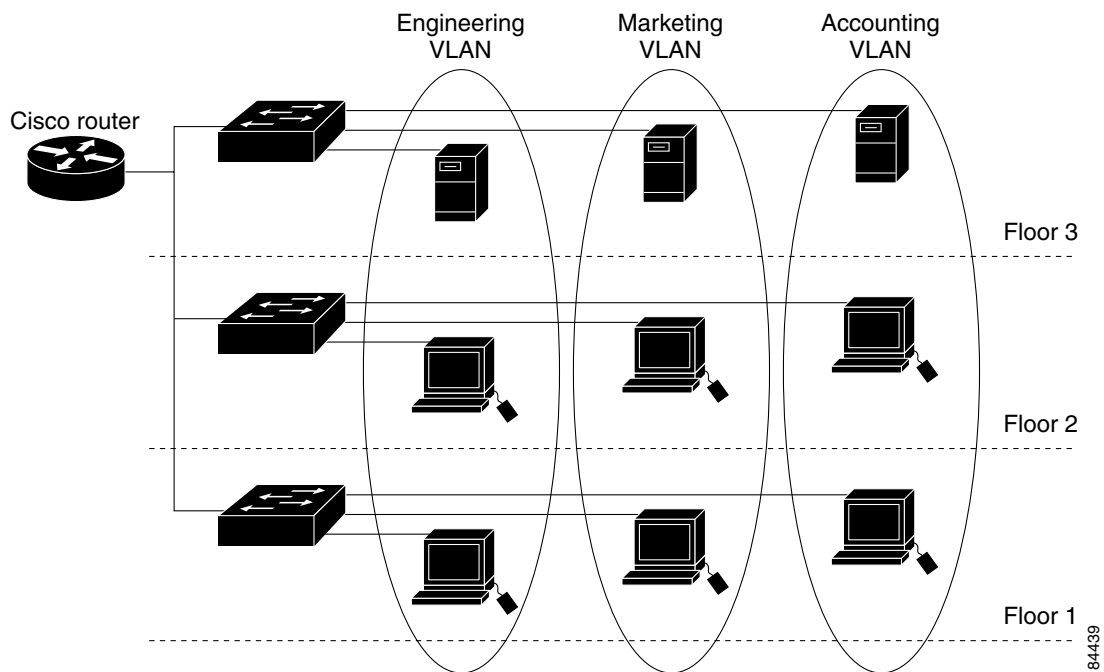 Engineering
VLAN
Marketing
VLAN
Accounting
VLAN
Cisco router
Floor 3
Floor 2
Floor 1
84439